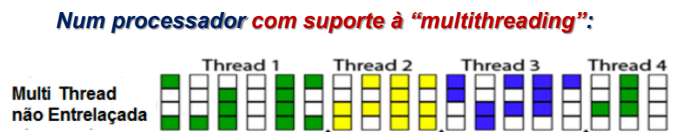 Num processador com suporte à “multithreading”:
Thread 1 Thread 2 Thread 3 Thread 4
Multi Thread
não Entrelaçada